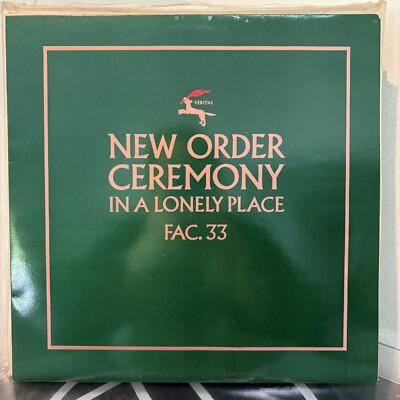 VERITAS
NEW ORDER
CEREMONY
IN A LONELY PLACE
FAC. 33